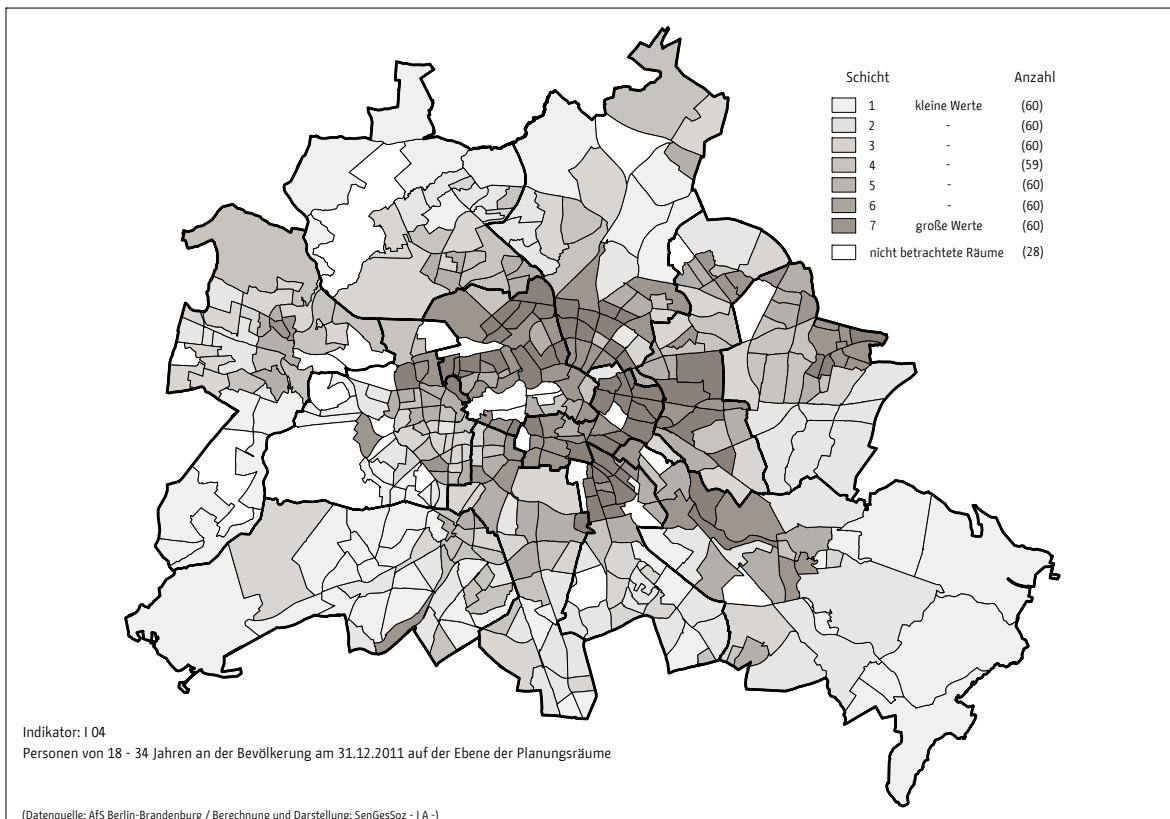 Schicht Anzahl
1 kleine Werte (60)
2 - (60)
3 - (60)
4 - (59)
5 - (60)
6 - (60)
7 große Werte (60)
nicht betrachtete Räume (28)
Indikator: I 04
Personen von 18 - 34 Jahren an der Bevölkerung am 31.12.2011 auf der Ebene der Planungsräume
(Datenquelle: AfS Berlin-Brandenburg / Berechnung und Darstellung: SenGesSoz - I A -)